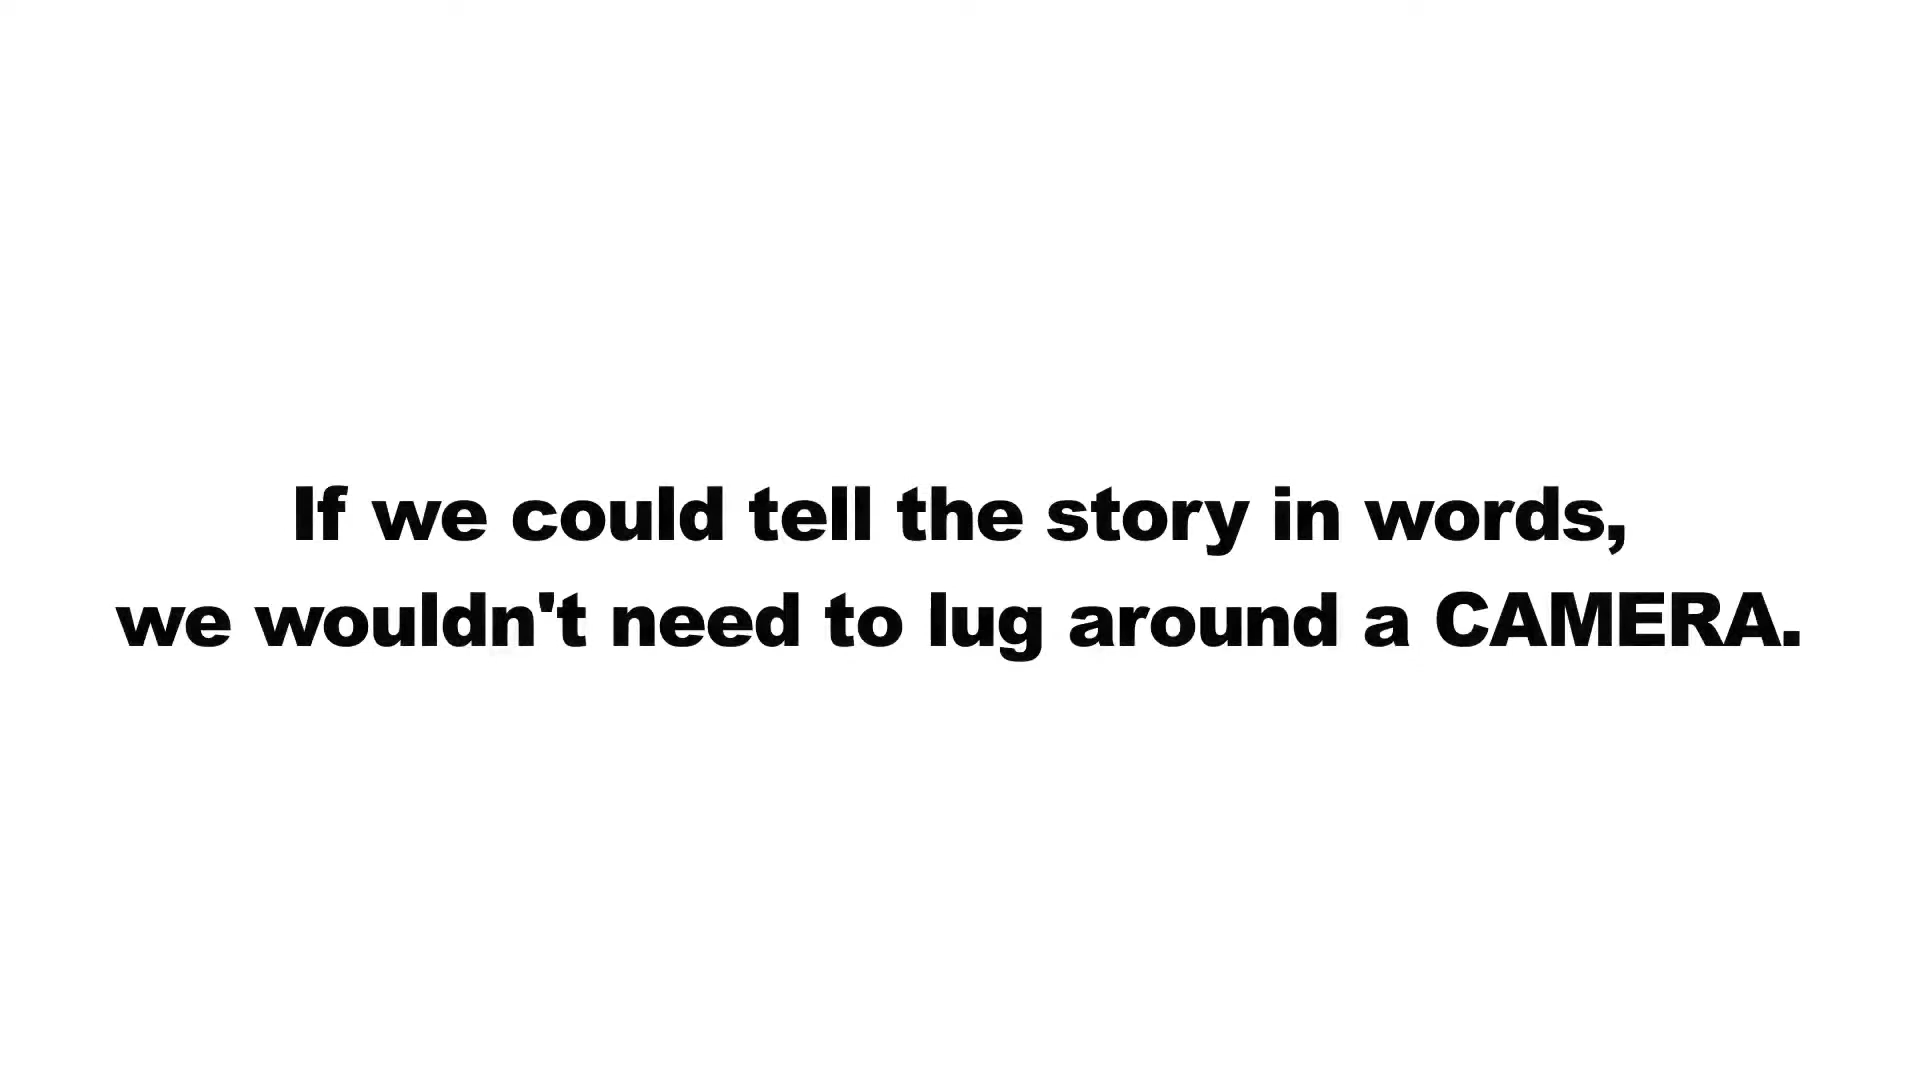 If we could tell the story in words,
we wouldn't need to lug around a CAMERA.